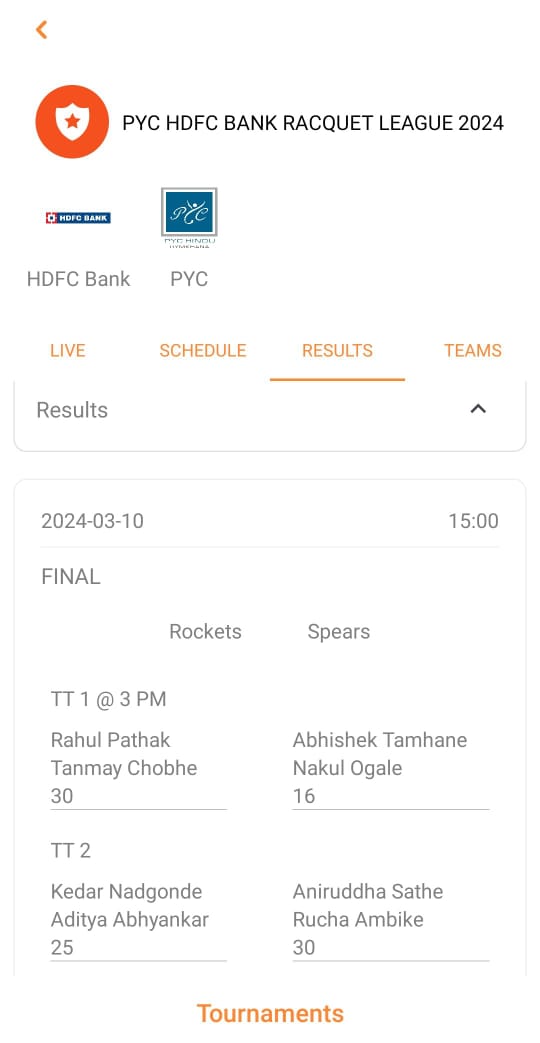 PYC HDFC BANK RACQUET LEAGUE 2024
HDFC BANK
PYC
PYC HINDU
GYMKHANA
HDFC Bank PYC
LIVE SCHEDULE RESULTS TEAMS
Results
2024-03-10 15:00
FINAL
Rockets Spears
TT 1 @ 3 PM
Rahul Pathak Abhishek Tamhane
Tanmay Chobhe Nakul Ogale
30 16
TT 2
Kedar Nadgonde Aniruddha Sathe
Aditya Abhyankar Rucha Ambike
25 30
Tournaments